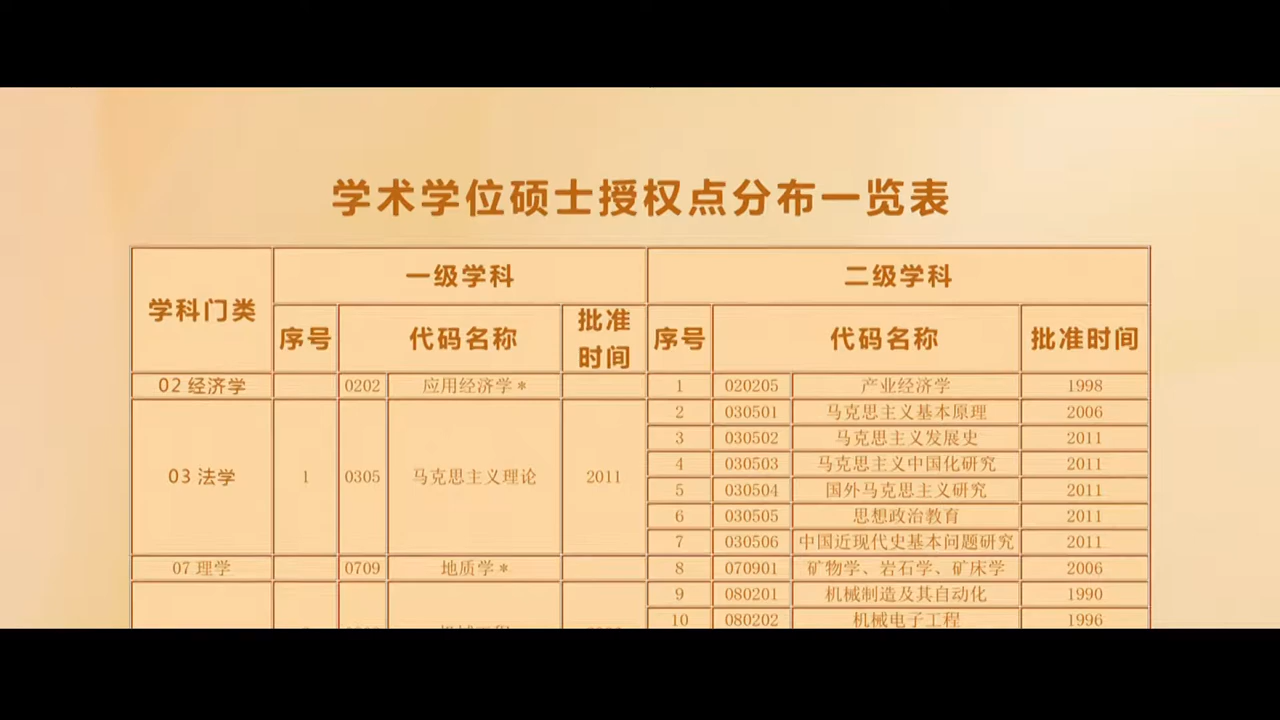 学术学位硕士授权点分布一览表
学科门类 一级学科 二级学科
序号 代码名称 批准时间 序号 代码名称 批准时间
02 经济学 0202 应用经济学* 1 020205 产业经济学 1998
03 法学 1 0305 马克思主义理论 2011 2 030501 马克思主义基本原理 2006
3 030502 马克思主义发展史 2011
4 030503 马克思主义中国化研究 2011
5 030504 国外马克思主义研究 2011
6 030505 思想政治教育 2011
7 030506 中国近现代史基本问题研究 2011
07 理学 0709 地质学* 8 070901 矿物学、岩石学、矿床学 2006
9 080201 机械制造及其自动化 1990
10 080202 机械电子工程 1996